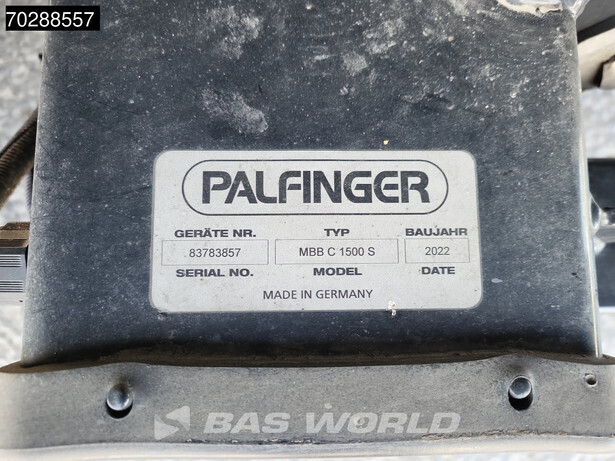 70288557
PALFINGER
GERÄTE NR. TYP BAUJAHR
83783857 MBB C 1500 S 2022
SERIAL NO. MODEL DATE
MADE IN GERMANY
BAS WORLD